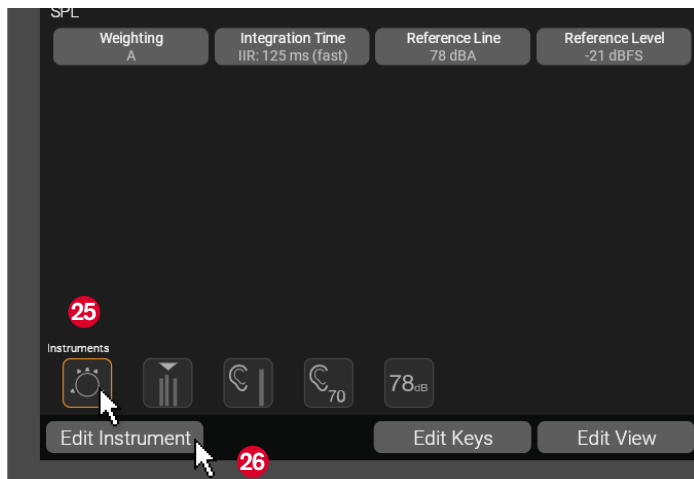 SPL
Weighting
A
Integration Time
IIR: 125 ms (fast)
Reference Line
78 dBA
Reference Level
-21 dBFS
25
Instruments
70
78dB
Edit Instrument
26
Edit Keys
Edit View